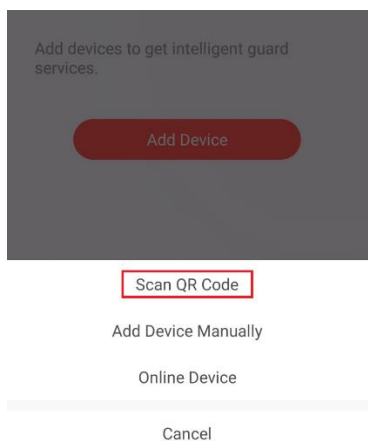 Add devices to get intelligent guard
services.
Add Device
Scan QR Code
Add Device Manually
Online Device
Cancel